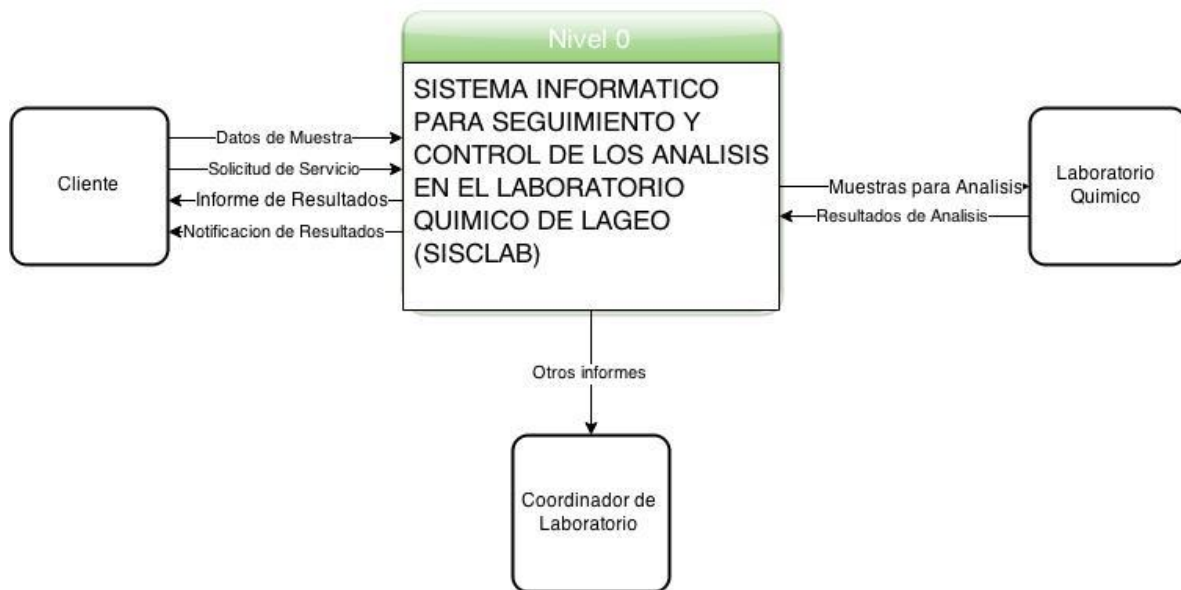 Nivel 0
SISTEMA INFORMATICO
PARA SEGUIMIENTO Y
CONTROL DE LOS ANALISIS
EN EL LABORATORIO
QUIMICO DE LAGEO
(SISCLAB)
Cliente
Datos de Muestra
Solicitud de Servicio
Informe de Resultados
Notificacion de Resultados
Muestras para Analisis
Resultados de Analisis
Laboratorio
Quimico
Otros informes
Coordinador de
Laboratorio